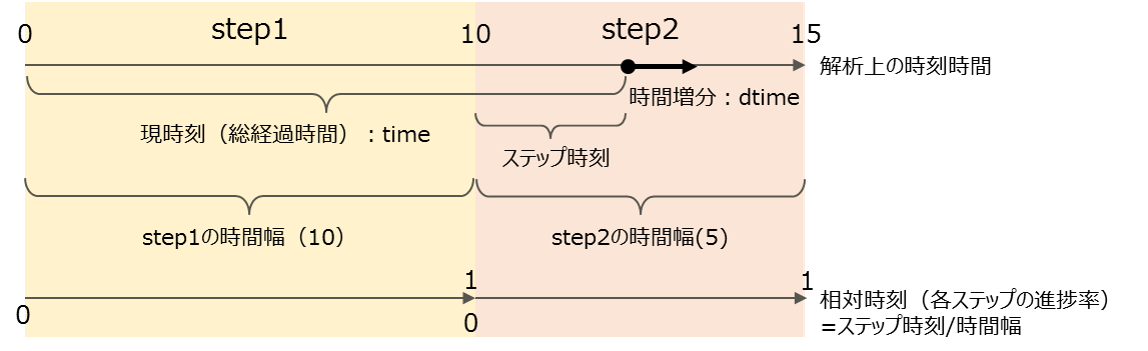 step1
step2
0
10
15
解析上の時刻時間
時間増分：dtime
現時刻（総経過時間）：time
ステップ時刻
step1の時間幅（10）
step2の時間幅(5)
1
1
0
0
相対時刻（各ステップの進捗率）
=ステップ時刻/時間幅